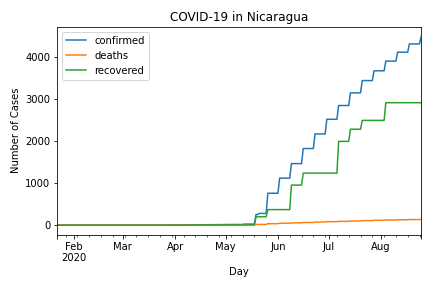 COVID-19 in Nicaragua
confirmed
deaths
recovered
Number of Cases
4000
3000
2000
1000
0
Feb Mar Apr May Jun Jul Aug
2020
Day